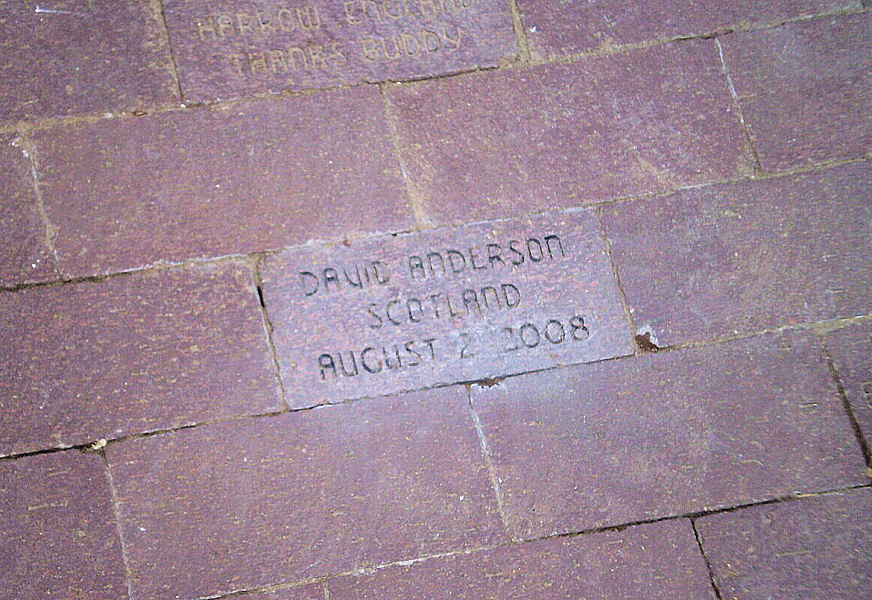 HARROW ENGLAND
THANKS BUDDY
DAVID ANDERSON
SCOTLAND
AUGUST 2 2008